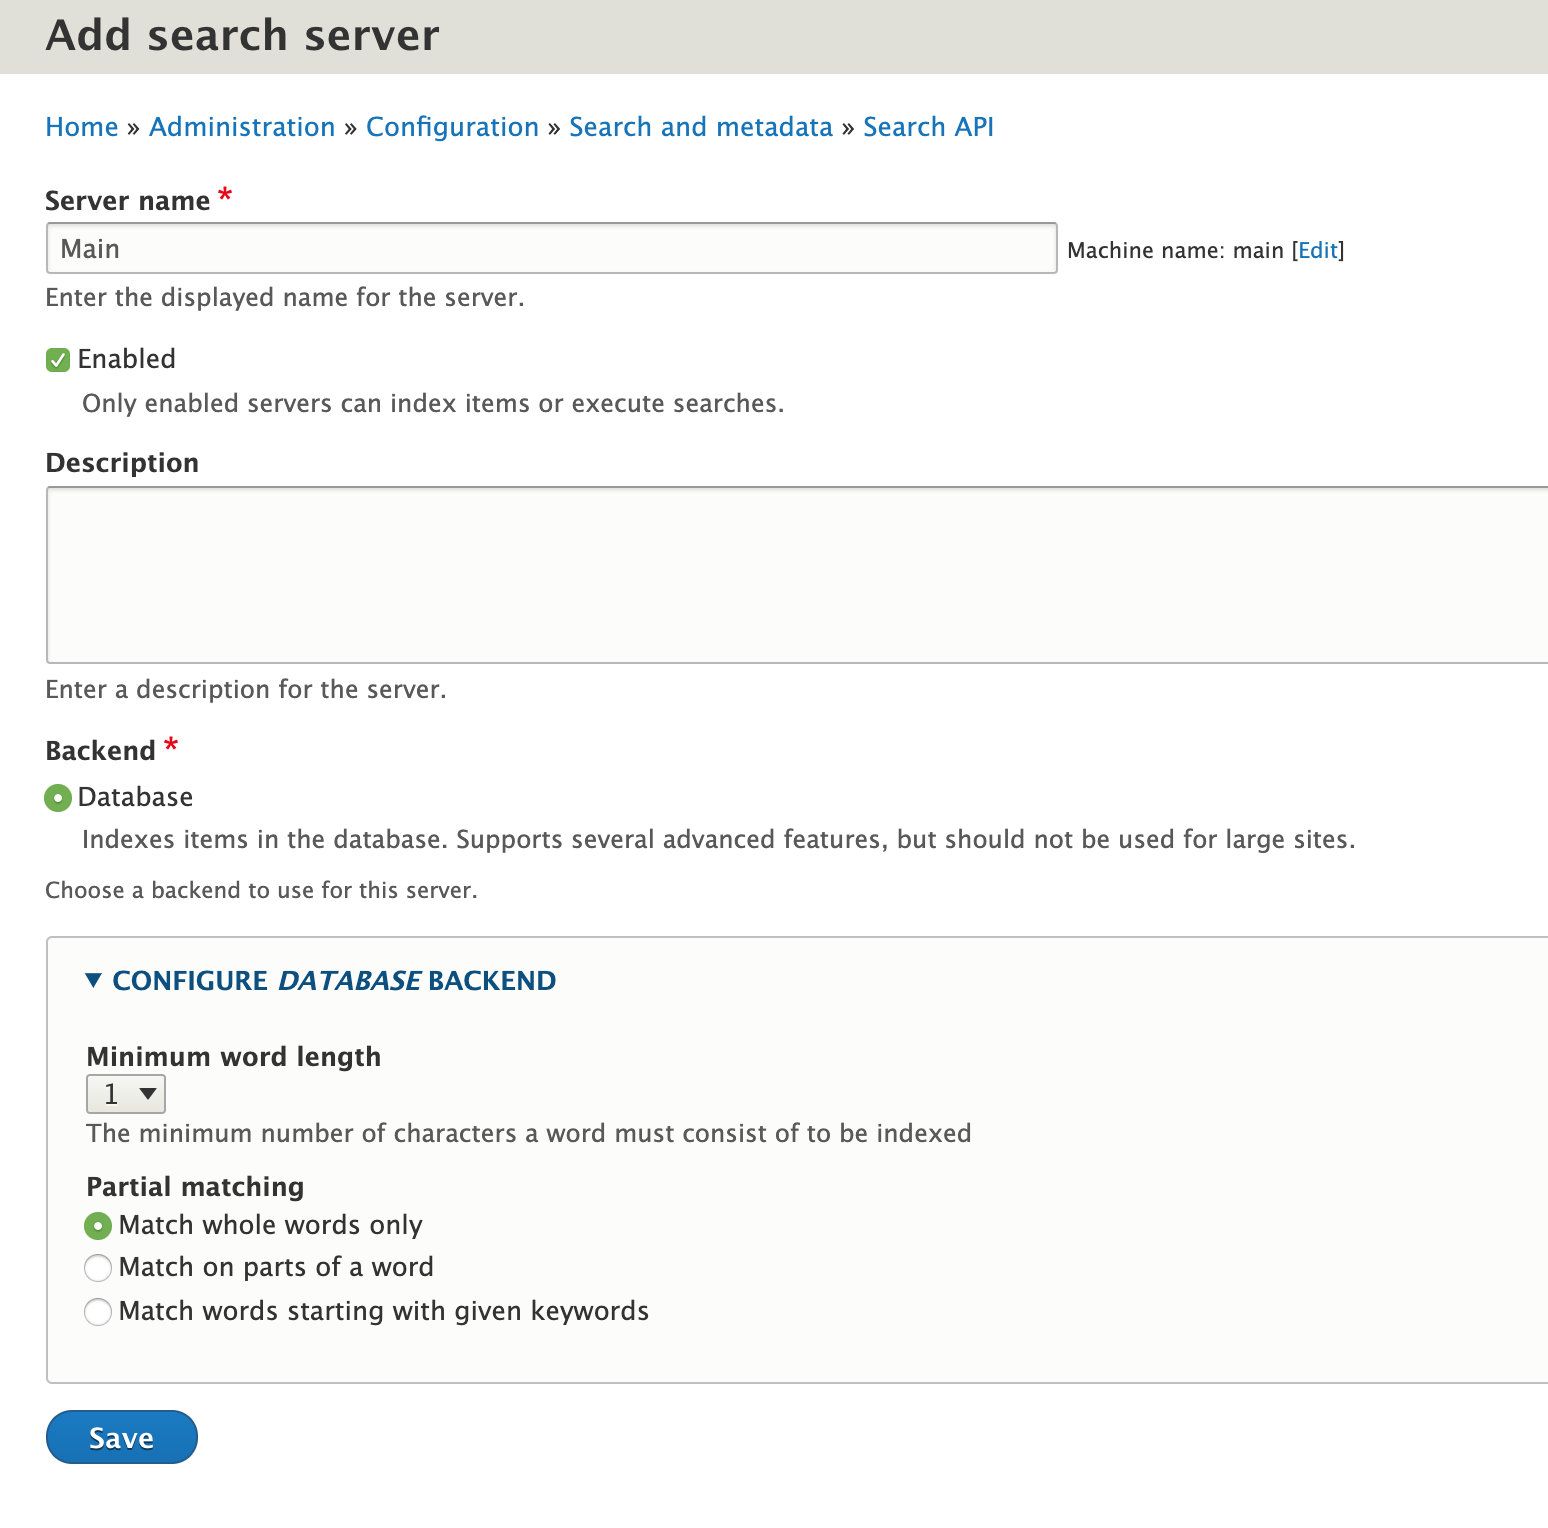 Add search server
Home » Administration » Configuration » Search and metadata » Search API
Server name *
Main
Machine name: main [Edit]
Enter the displayed name for the server.
Enabled
Only enabled servers can index items or execute searches.
Description
Enter a description for the server.
Backend *
Database
Indexes items in the database. Supports several advanced features, but should not be used for large sites.
Choose a backend to use for this server.
CONFIGURE DATABASE BACKEND
Minimum word length
1
The minimum number of characters a word must consist of to be indexed
Partial matching
Match whole words only
Match on parts of a word
Match words starting with given keywords
Save